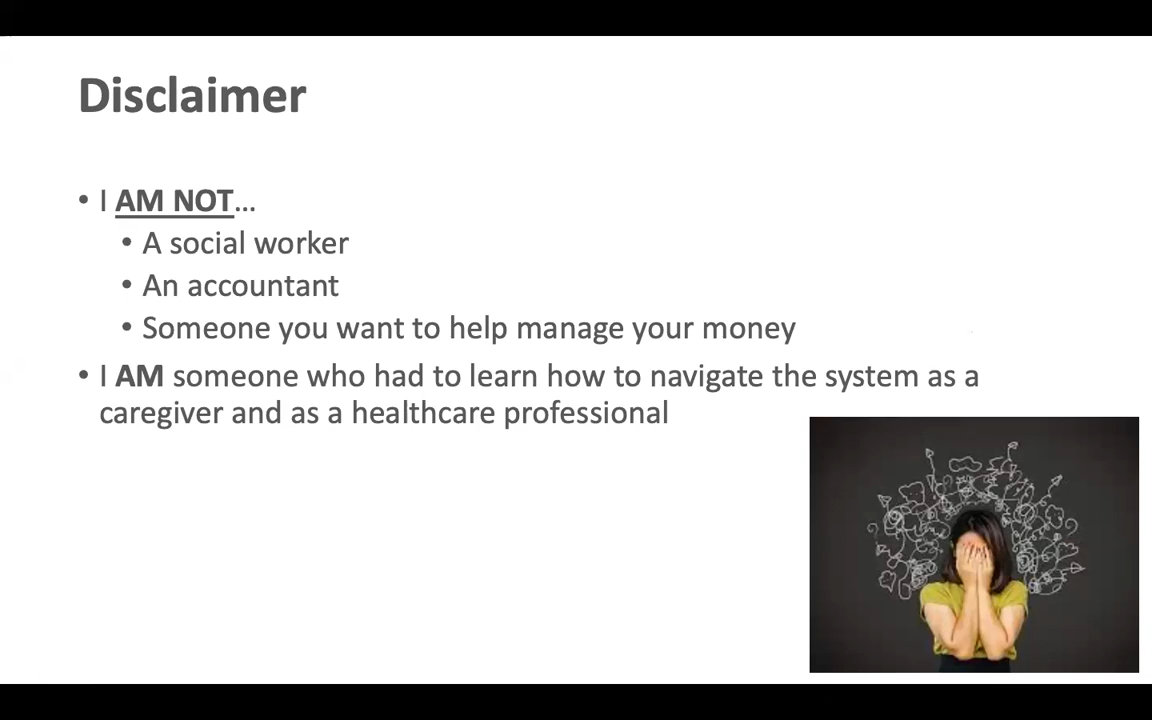 Disclaimer
• I AM NOT...
• A social worker
• An accountant
• Someone you want to help manage your money
• I AM someone who had to learn how to navigate the system as a
caregiver and as a healthcare professional